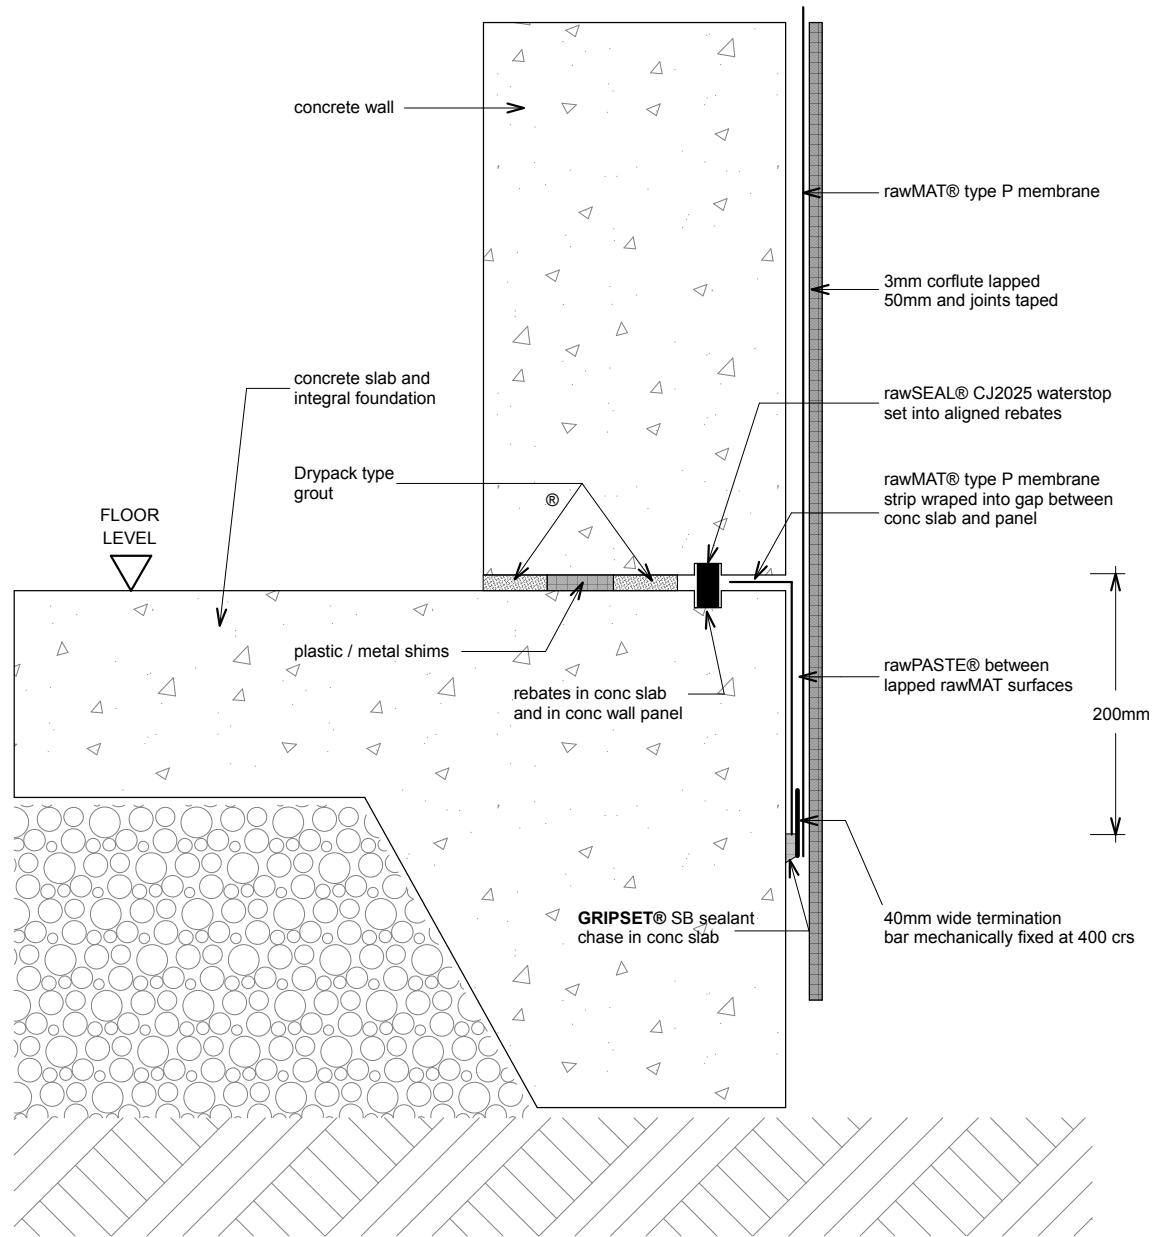 concrete wall
rawMAT® type P membrane
3mm corflute lapped
50mm and joints taped
concrete slab and
integral foundation
rawSEAL® CJ2025 waterstop
set into aligned rebates
Drypack type
grout
®
rawMAT® type P membrane
strip wraped into gap between
conc slab and panel
FLOOR
LEVEL
plastic / metal shims
rebates in conc slab
and in conc wall panel
rawPASTE® between
lapped rawMAT surfaces
200mm
GRIPSET® SB sealant
chase in conc slab
40mm wide termination
bar mechanically fixed at 400 crs